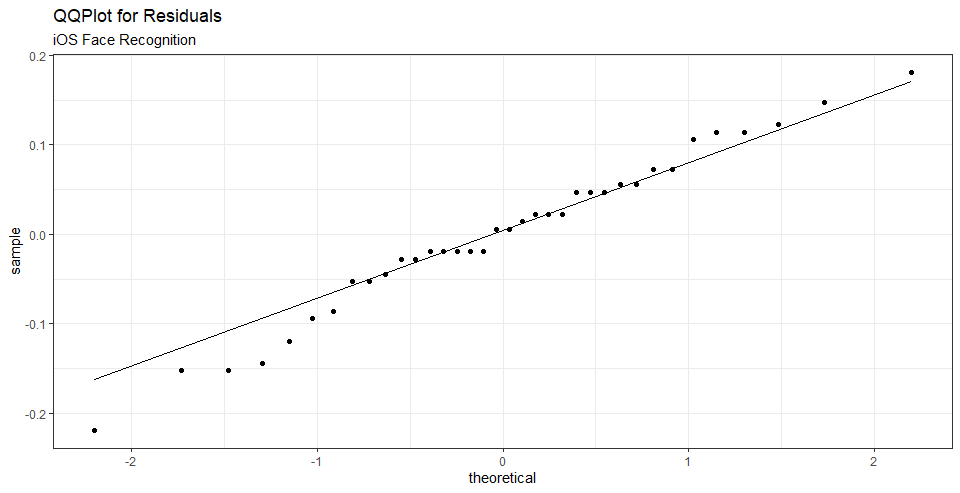 QQPlot for Residuals
iOS Face Recognition
0.2
0.1
0.0
-0.1
-0.2
sample
-2
-1
0
1
2
theoretical